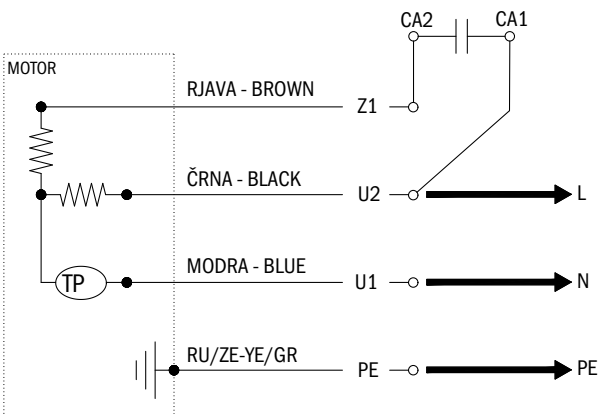 CA2 CA1
MOTOR
RJAVA - BROWN Z1
ČRNA - BLACK U2 L
TP MODRA - BLUE U1 N
RU/ZE-YE/GR PE PE